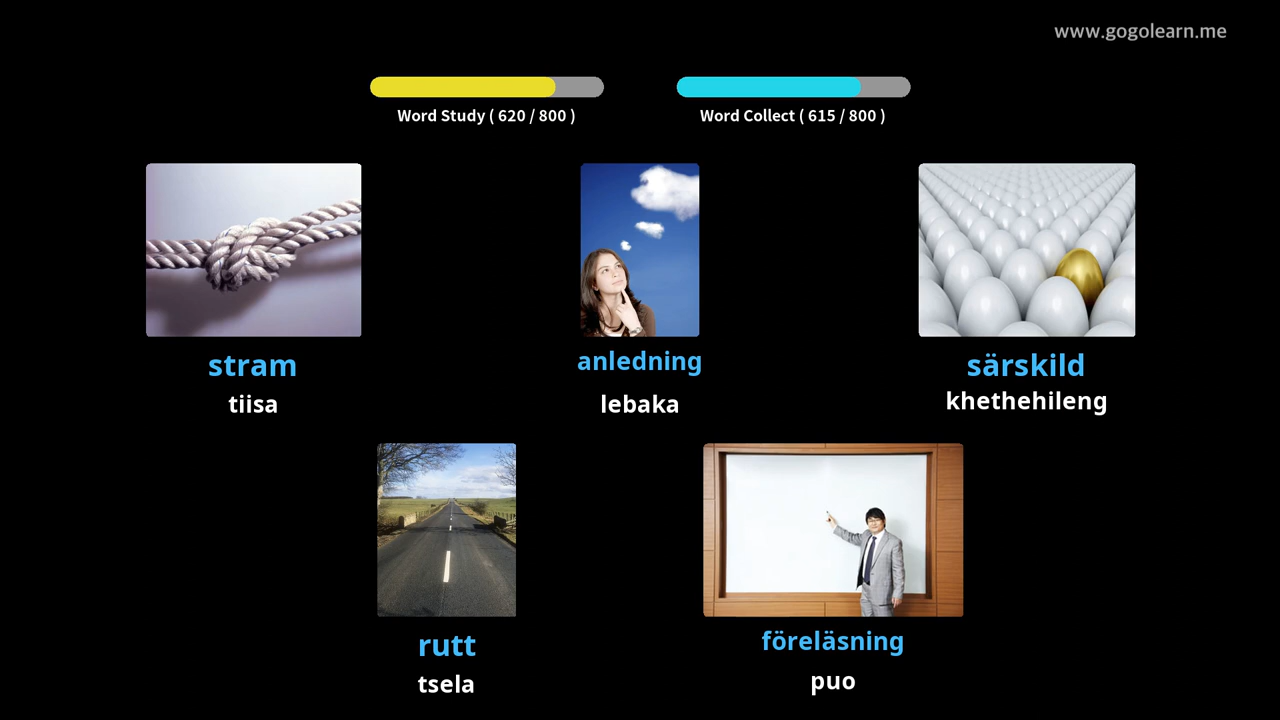 www.gogolearn.me
Word Study ( 620 / 800 )
Word Collect ( 615 / 800 )
stram
tiisa
anledning
lebaka
särskild
khethehileng
rutt
tsela
föreläsning
puo